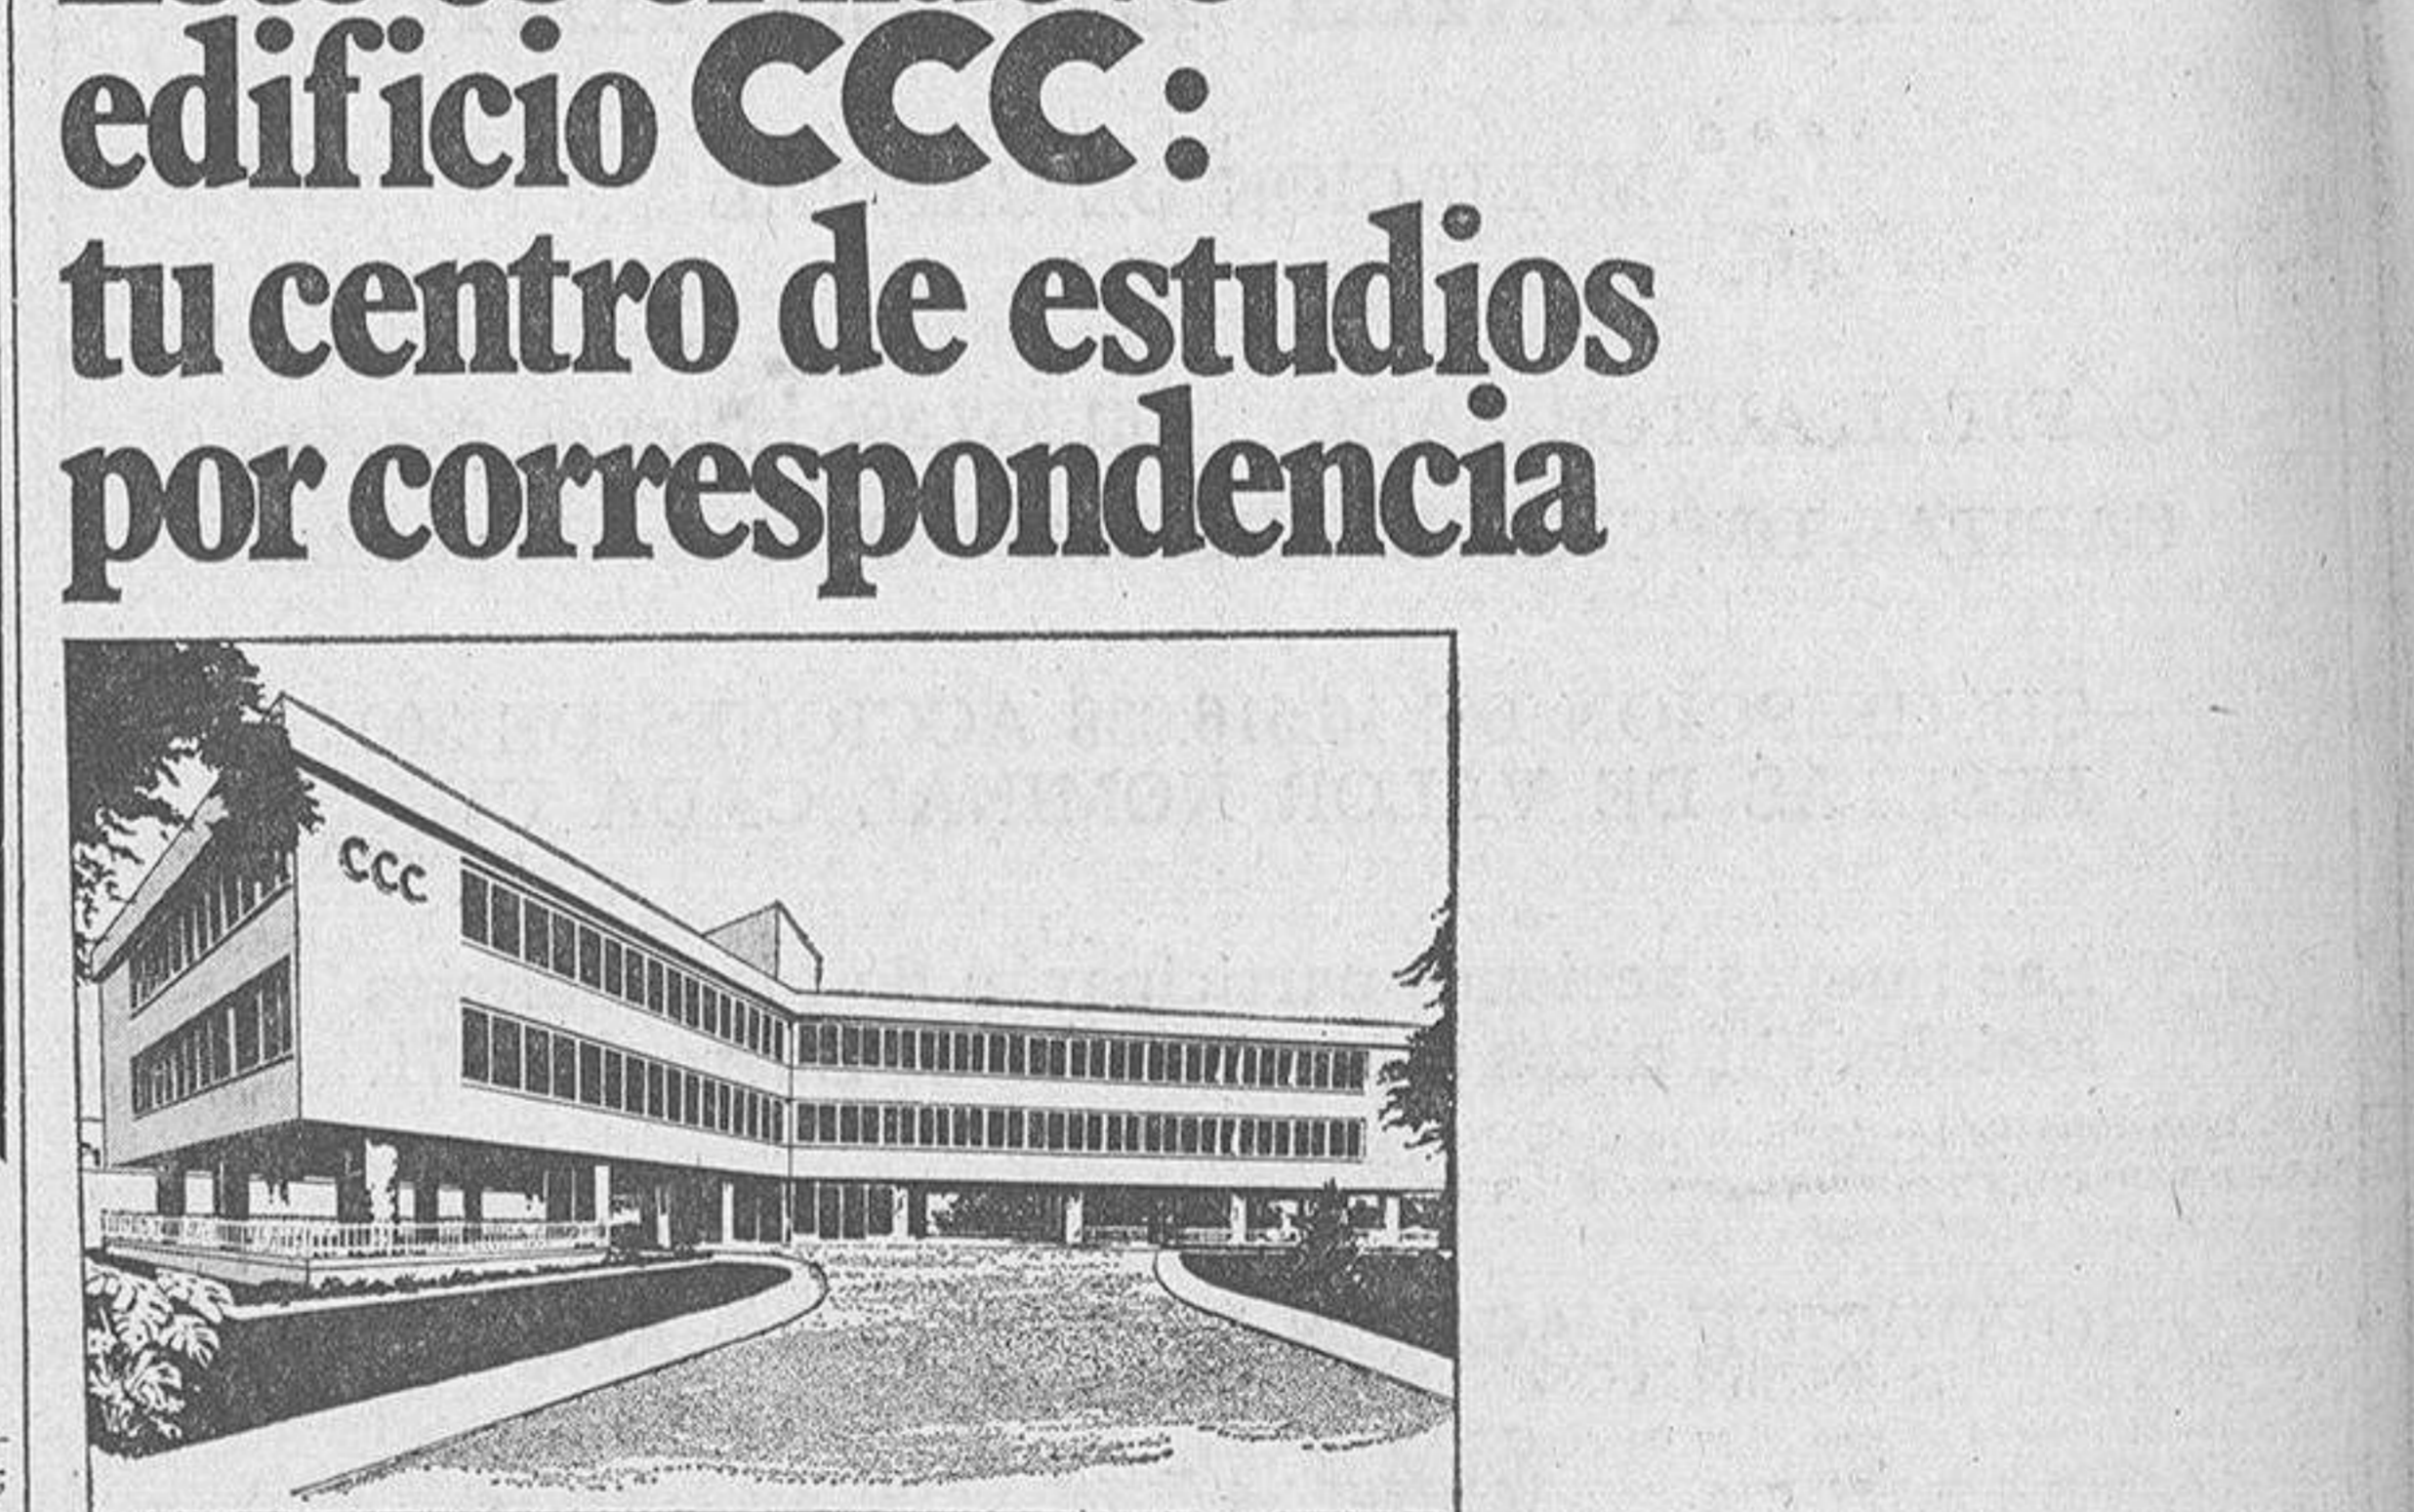 edificio CCC:
tu centro de estudios
por correspondencia
CCC